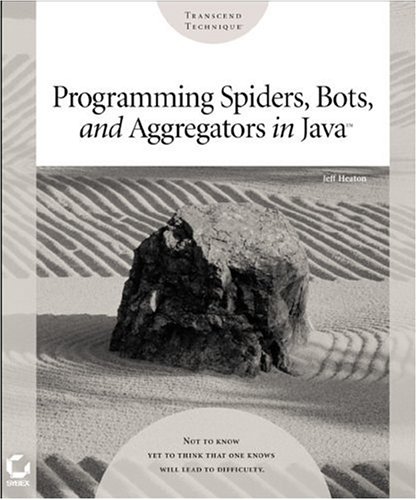 TRANSCEND
TECHNIQUE™
Programming Spiders, Bots,
and Aggregators in Java™
Jeff Heaton
NOT TO KNOW
YET TO THINK THAT ONE KNOWS
WILL LEAD TO DIFFICULTY.
SYBEX